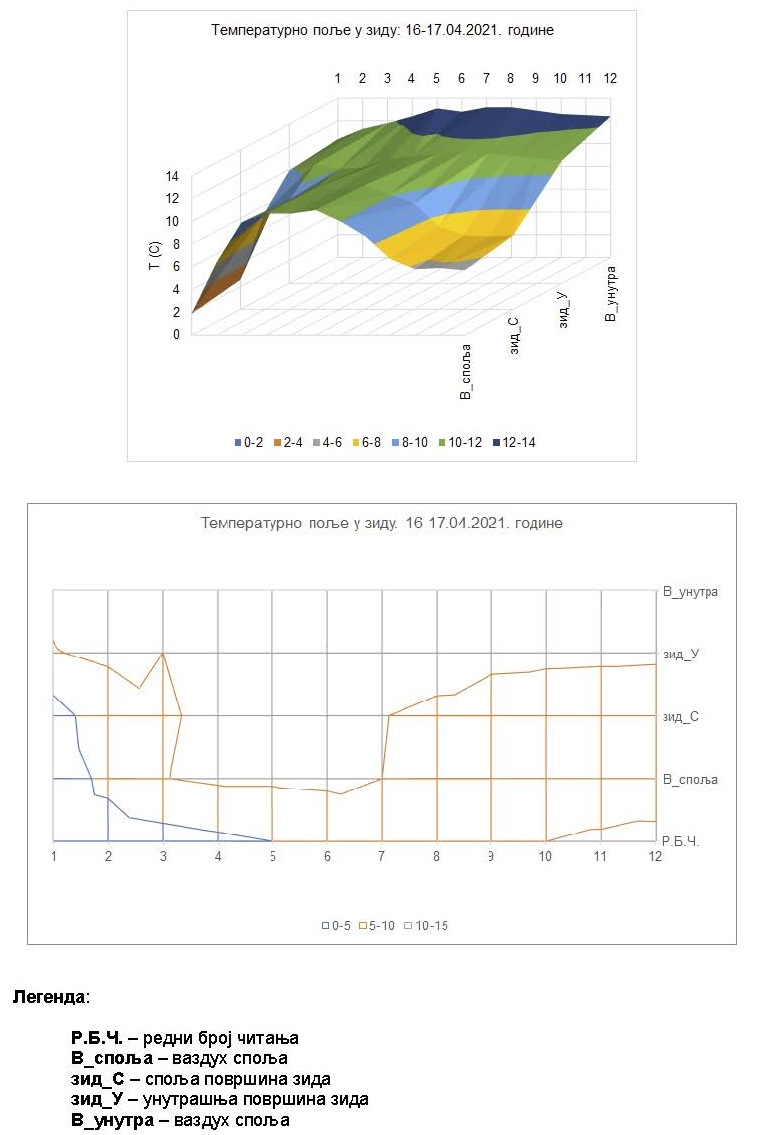 Температурно поље у зиду: 16-17.04.2021. године
1 2 3 4 5 6 7 8 9 10 11 12
14
12
10
8
6
4
2
0
T (C)
В_споља
зид_С
зид_У
В_унутра
0-2 2-4 4-6 6-8 8-10 10-12 12-14
Температурно поље у зиду. 16 17.04.2021. године
В_унутра
зид_У
зид_С
В_споља
Р.Б.Ч.
1 2 3 4 5 6 7 8 9 10 11 12
0-5 5-10 10-15
Легенда:
Р.Б.Ч. – редни број читања
В_споља – ваздух споља
зид_С – споља површина зида
зид_У – унутрашња површина зида
В_унутра – ваздух споља